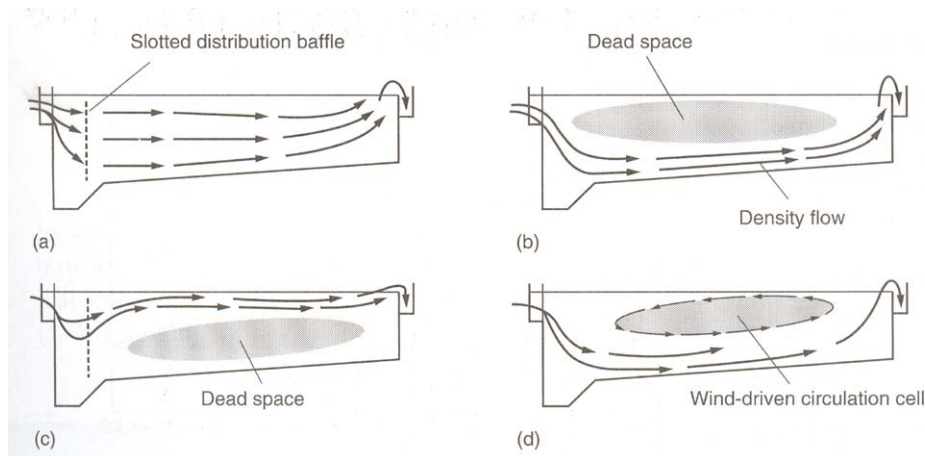 Slotted distribution baffle
Dead space
Density flow
(a)
(b)
Dead space
Wind-driven circulation cell
(c)
(d)